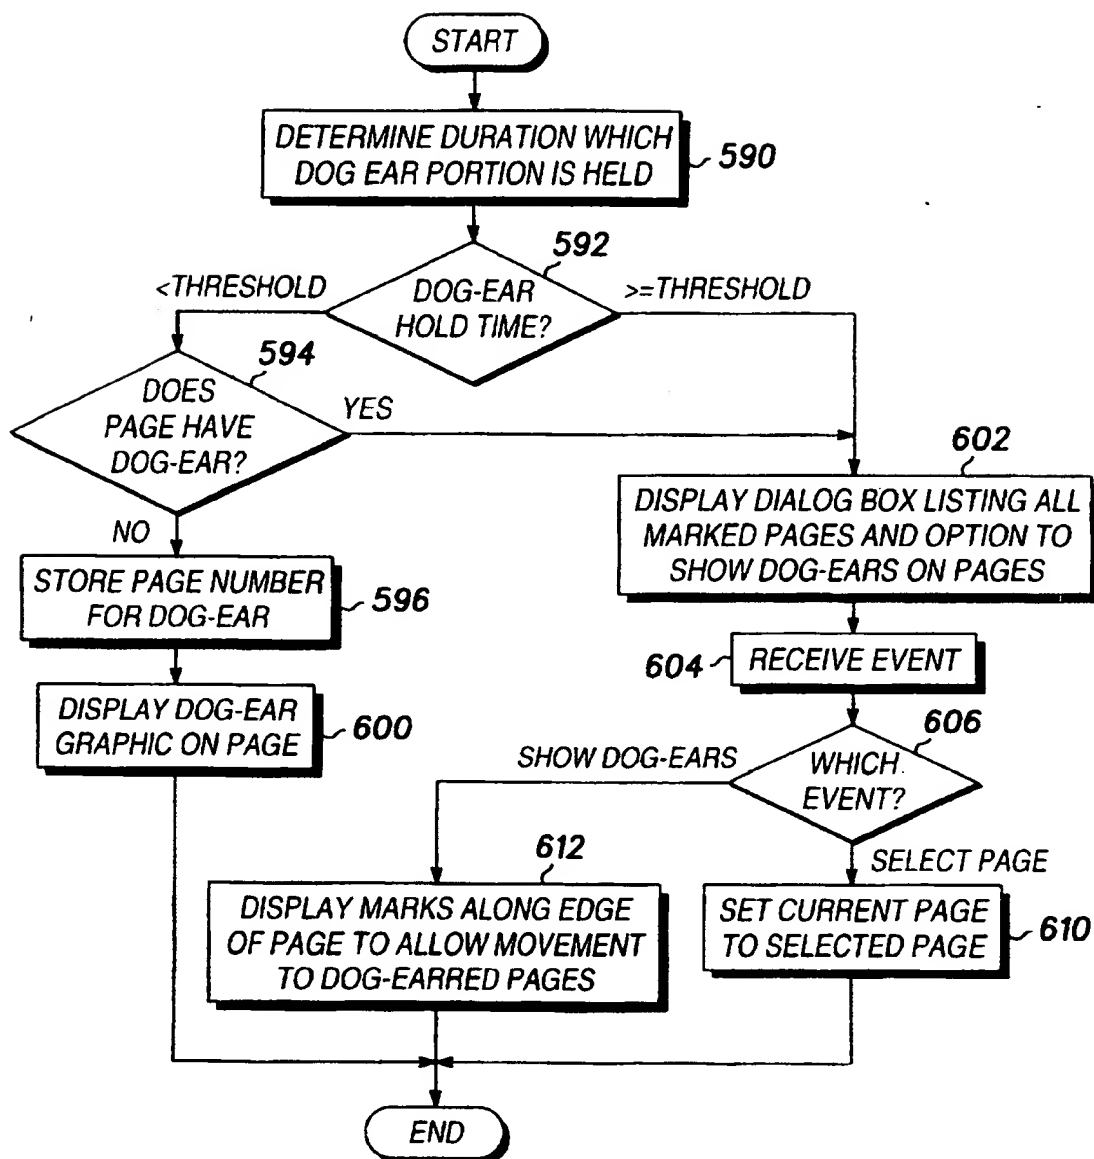 START
DETERMINE DURATION WHICH
DOG EAR PORTION IS HELD
590
592
<THRESHOLD
DOG-EAR
HOLD TIME?
>=THRESHOLD
594
DOES
PAGE HAVE
DOG-EAR?
YES
NO
602
DISPLAY DIALOG BOX LISTING ALL
MARKED PAGES AND OPTION TO
SHOW DOG-EARS ON PAGES
STORE PAGE NUMBER
FOR DOG-EAR
596
604
RECEIVE EVENT
DISPLAY DOG-EAR
GRAPHIC ON PAGE
600
606
SHOW DOG-EARS
WHICH
EVENT?
SELECT PAGE
612
DISPLAY MARKS ALONG EDGE
OF PAGE TO ALLOW MOVEMENT
TO DOG-EARRED PAGES
SET CURRENT PAGE
TO SELECTED PAGE
610
END